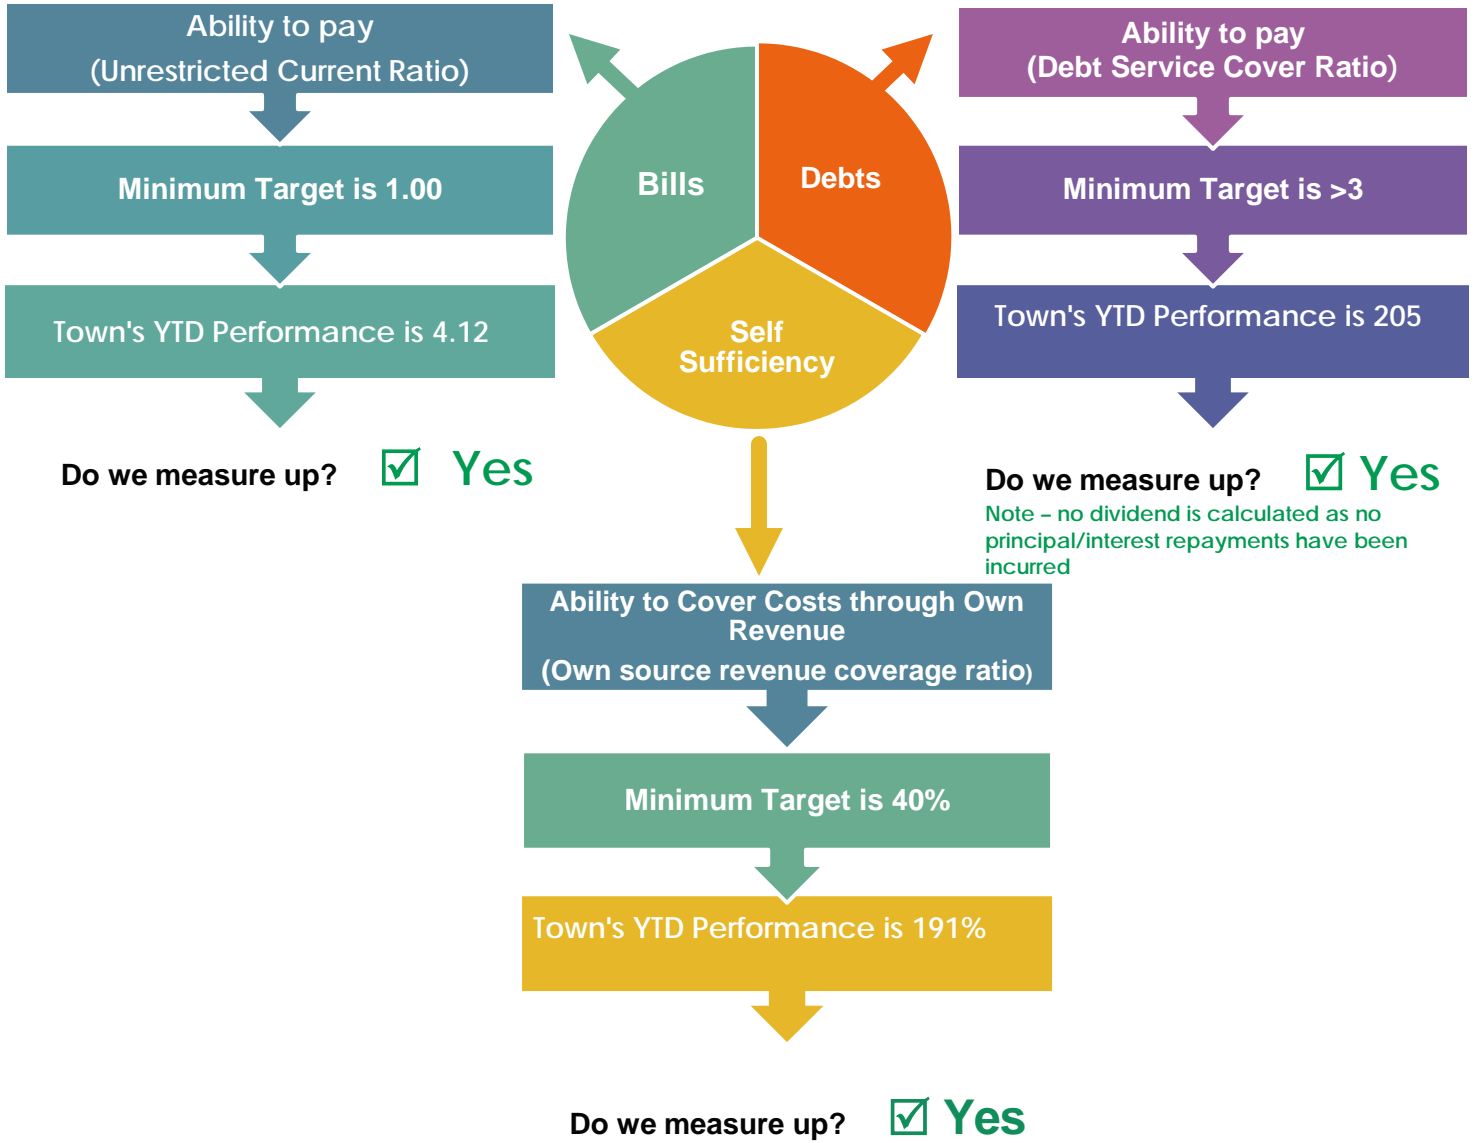 Ability to pay
(Unrestricted Current Ratio)
Minimum Target is 1.00
Town's YTD Performance is 4.12
Do we measure up? ☑ Yes
Bills
Debts
Self
Sufficiency
Ability to pay
(Debt Service Cover Ratio)
Minimum Target is >3
Town's YTD Performance is 205
Do we measure up? ☑ Yes
Note – no dividend is calculated as no
principal/interest repayments have been
incurred
Ability to Cover Costs through Own
Revenue
(Own source revenue coverage ratio)
Minimum Target is 40%
Town's YTD Performance is 191%
Do we measure up? ☑ Yes